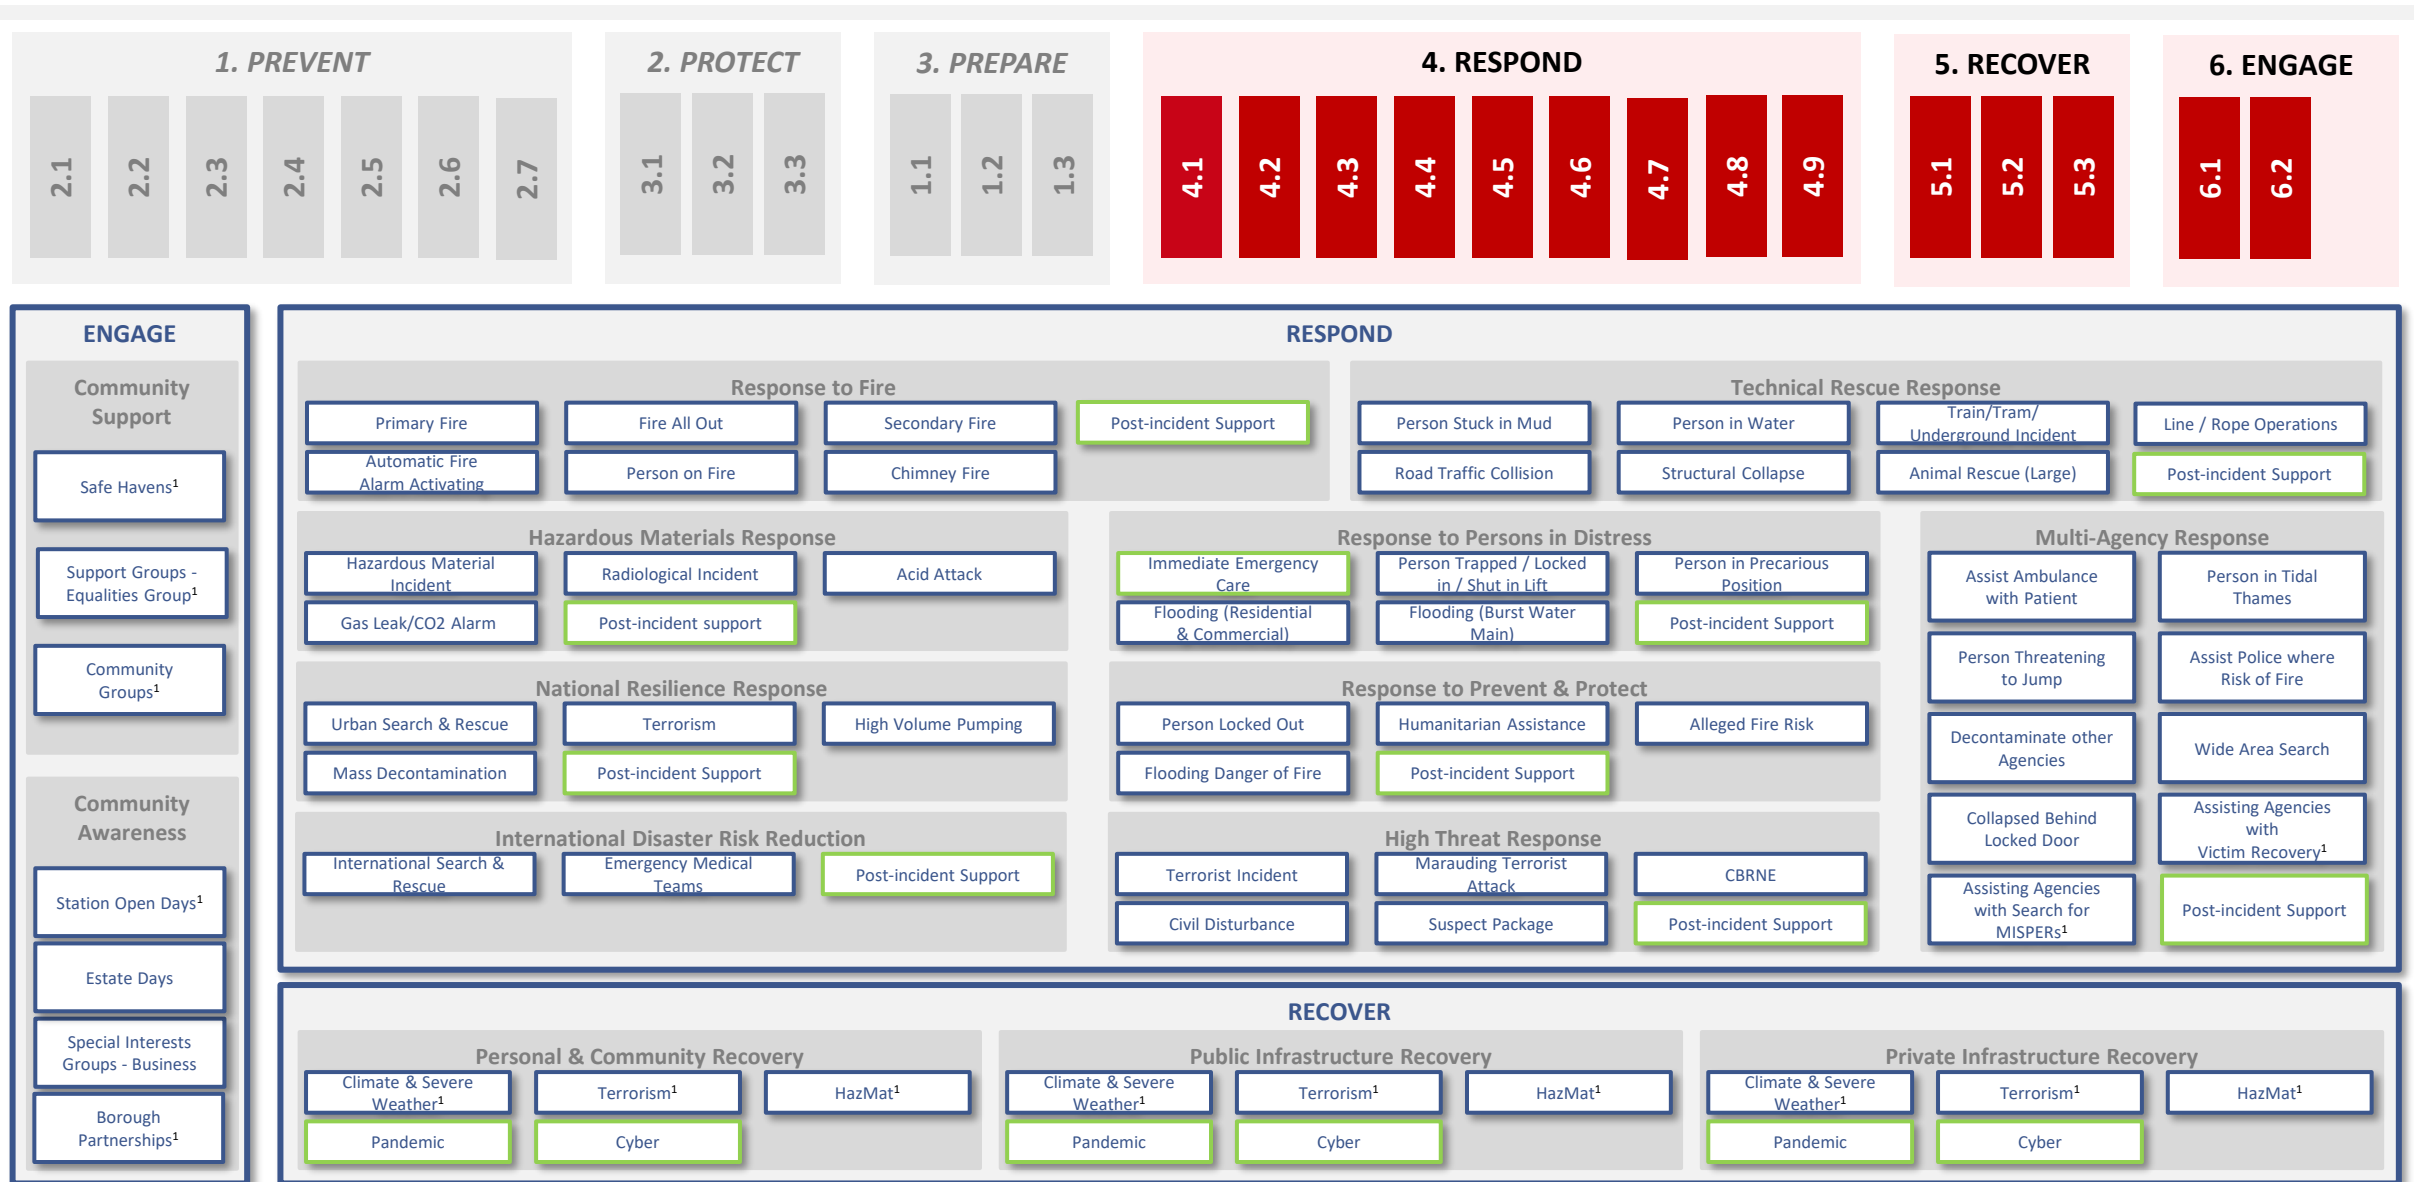 1. PREVENT
2. PROTECT
3. PREPARE
4. RESPOND
5. RECOVER
6. ENGAGE
2.1
2.2
2.3
2.4
2.5
2.6
2.7
3.1
3.2
3.3
1.1
1.2
1.3
4.1
4.2
4.3
4.4
4.5
4.6
4.7
4.8
4.9
5.1
5.2
5.3
6.1
6.2
ENGAGE
Community
Support
Safe Havens¹
Support Groups -
Equalities Group¹
Community
Groups¹
Community
Awareness
Station Open Days¹
Estate Days
Special Interests
Groups - Business
Borough
Partnerships¹
RESPOND
Response to Fire
Primary Fire
Fire All Out
Secondary Fire
Post-incident Support
Automatic Fire
Alarm Activating
Person on Fire
Chimney Fire
Technical Rescue Response
Person Stuck in Mud
Person in Water
Train/Tram/
Underground Incident
Line / Rope Operations
Road Traffic Collision
Structural Collapse
Animal Rescue (Large)
Post-incident Support
Hazardous Materials Response
Hazardous Material
Incident
Radiological Incident
Acid Attack
Gas Leak/CO2 Alarm
Post-incident support
Response to Persons in Distress
Immediate Emergency
Care
Person Trapped / Locked
in / Shut in Lift
Person in Precarious
Position
Flooding (Residential
& Commercial)
Flooding (Burst Water
Main)
Post-incident Support
Multi-Agency Response
Assist Ambulance
with Patient
Person in Tidal
Thames
Person Threatening
to Jump
Assist Police where
Risk of Fire
Decontaminate other
Agencies
Wide Area Search
Collapsed Behind
Locked Door
Assisting Agencies
with
Victim Recovery¹
Assisting Agencies
with Search for
MISPERs¹
Post-incident Support
National Resilience Response
Urban Search & Rescue
Terrorism
High Volume Pumping
Mass Decontamination
Post-incident Support
Response to Prevent & Protect
Person Locked Out
Humanitarian Assistance
Alleged Fire Risk
Flooding Danger of Fire
Post-incident Support
International Disaster Risk Reduction
International Search &
Rescue
Emergency Medical
Teams
Post-incident Support
High Threat Response
Terrorist Incident
Marauding Terrorist
Attack
CBRNE
Civil Disturbance
Suspect Package
Post-incident Support
RECOVER
Personal & Community Recovery
Climate & Severe
Weather¹
Terrorism¹
HazMat¹
Pandemic
Cyber
Public Infrastructure Recovery
Climate & Severe
Weather¹
Terrorism¹
HazMat¹
Pandemic
Cyber
Private Infrastructure Recovery
Climate & Severe
Weather¹
Terrorism¹
HazMat¹
Pandemic
Cyber